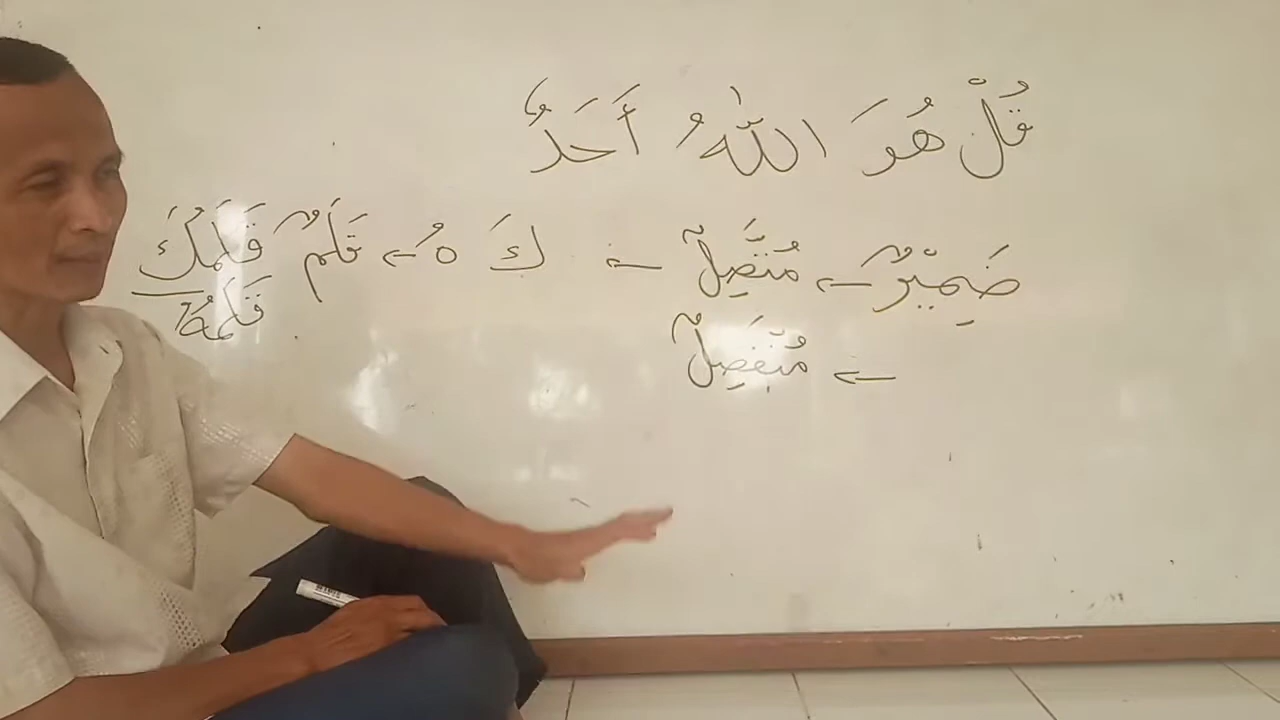 قُلْ هُوَ اللّٰهُ أَحَدٌ
ضَمِيْرٌ ← مُتَّصِلٌ ← كَ هُ ← قَلَمٌ قَلَمُكَ
قَلَمُهُ
← مُنْفَصِلٌ